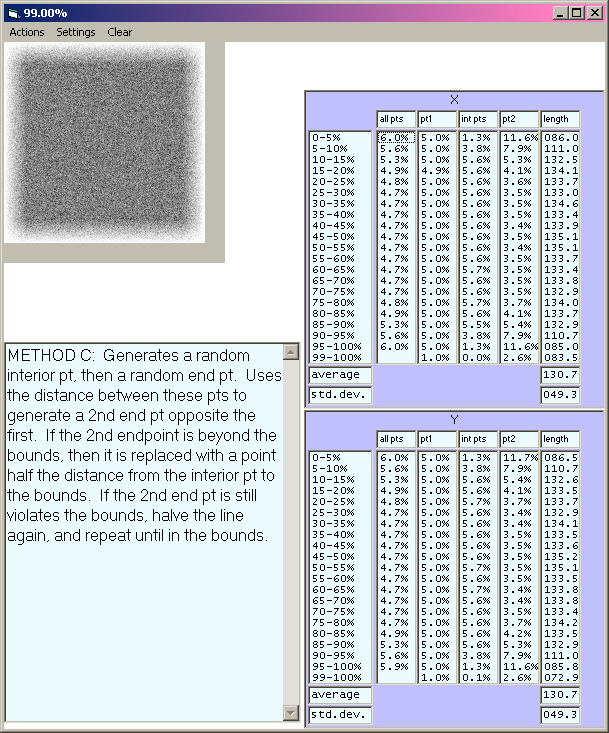 99.00%
Actions Settings Clear
X
all pts pt1 int pts pt2 length
0-5% 6.0% 5.0% 1.3% 11.6% 086.0
5-10% 5.6% 5.0% 3.8% 7.9% 111.0
10-15% 5.3% 5.0% 5.6% 5.3% 132.5
15-20% 4.9% 4.9% 5.6% 4.1% 134.1
20-25% 4.8% 5.0% 5.6% 3.6% 133.7
25-30% 4.7% 5.0% 5.6% 3.5% 133.0
30-35% 4.7% 5.0% 5.6% 3.5% 134.6
35-40% 4.7% 5.0% 5.6% 3.5% 133.4
40-45% 4.7% 5.0% 5.6% 3.4% 133.9
45-50% 4.7% 5.0% 5.6% 3.5% 135.1
50-55% 4.7% 5.0% 5.6% 3.4% 135.1
55-60% 4.7% 5.0% 5.6% 3.5% 133.7
60-65% 4.7% 5.0% 5.7% 3.5% 133.4
65-70% 4.7% 5.0% 5.6% 3.5% 133.8
70-75% 4.7% 5.0% 5.6% 3.5% 132.9
75-80% 4.8% 5.0% 5.7% 3.7% 134.0
80-85% 4.9% 5.0% 5.6% 4.1% 133.7
85-90% 5.3% 5.0% 5.6% 5.4% 132.9
90-95% 5.6% 5.0% 3.8% 7.9% 110.7
95-100% 6.0% 5.0% 1.3% 11.6% 085.0
99-100% 1.0% 0.0% 2.6% 083.5
average 130.7
std.dev. 049.3
METHOD C: Generates a random
interior pt, then a random end pt. Uses
the distance between these pts to
generate a 2nd end pt opposite the
first. If the 2nd endpoint is beyond the
bounds, then it is replaced with a point
half the distance from the interior pt to
the bounds. If the 2nd end pt is still
violates the bounds, halve the line
again, and repeat until in the bounds.
Y
all pts pt1 int pts pt2 length
0-5% 6.0% 5.0% 1.3% 11.7% 086.5
5-10% 5.6% 5.0% 3.8% 7.9% 110.7
10-15% 5.3% 5.0% 5.6% 5.4% 132.6
15-20% 4.9% 5.0% 5.6% 4.1% 133.5
20-25% 4.8% 5.0% 5.7% 3.7% 133.7
25-30% 4.7% 5.0% 5.6% 3.4% 132.9
30-35% 4.7% 5.0% 5.6% 3.4% 134.1
35-40% 4.7% 5.0% 5.6% 3.5% 133.5
40-45% 4.7% 5.0% 5.6% 3.5% 133.6
45-50% 4.7% 5.0% 5.6% 3.5% 135.2
50-55% 4.7% 5.0% 5.7% 3.5% 135.1
55-60% 4.7% 5.0% 5.6% 3.5% 133.5
60-65% 4.7% 5.0% 5.7% 3.4% 133.8
65-70% 4.7% 5.0% 5.6% 3.4% 133.8
70-75% 4.7% 5.0% 5.6% 3.5% 133.4
75-80% 4.7% 5.0% 5.6% 3.7% 134.2
80-85% 4.9% 5.0% 5.6% 4.2% 133.5
85-90% 5.3% 5.0% 5.6% 5.3% 132.9
90-95% 5.6% 5.0% 3.8% 7.9% 111.0
95-100% 5.9% 5.0% 1.3% 11.6% 085.8
99-100% 1.0% 0.1% 2.6% 072.9
average 130.7
std.dev. 049.3